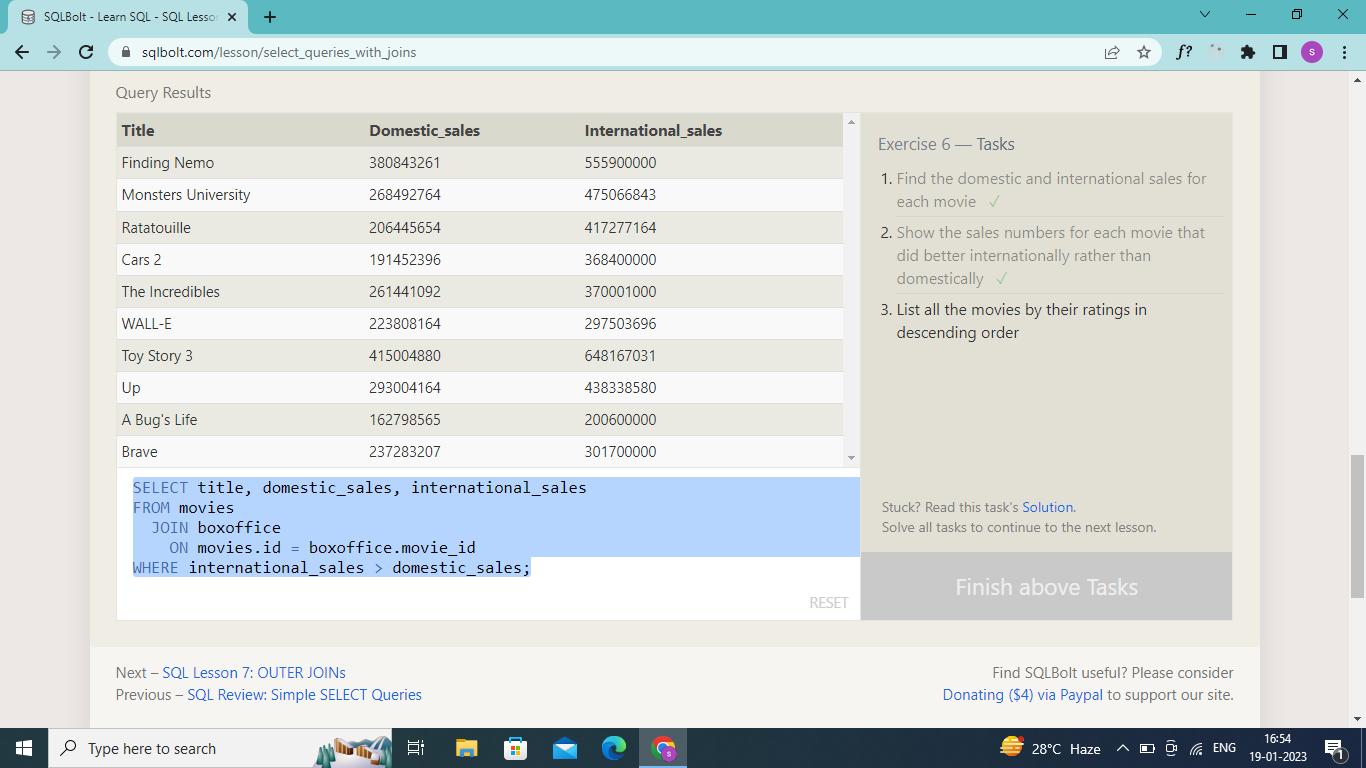 SQLBolt - Learn SQL - SQL Lesson
sqlbolt.com/lesson/select_queries_with_joins
f?
S
Query Results
Title Domestic_sales International_sales
Finding Nemo 380843261 555900000
Monsters University 268492764 475066843
Ratatouille 206445654 417277164
Cars 2 191452396 368400000
The Incredibles 261441092 370001000
WALL-E 223808164 297503696
Toy Story 3 415004880 648167031
Up 293004164 438338580
A Bug's Life 162798565 200600000
Brave 237283207 301700000
SELECT title, domestic_sales, international_sales
FROM movies
JOIN boxoffice
ON movies.id = boxoffice.movie_id
WHERE international_sales > domestic_sales;
RESET
Exercise 6 — Tasks
1. Find the domestic and international sales for
each movie ✓
2. Show the sales numbers for each movie that
did better internationally rather than
domestically ✓
3. List all the movies by their ratings in
descending order
Stuck? Read this task's Solution.
Solve all tasks to continue to the next lesson.
Finish above Tasks
Next – SQL Lesson 7: OUTER JOINs
Previous – SQL Review: Simple SELECT Queries
Find SQLBolt useful? Please consider
Donating ($4) via Paypal to support our site.
Type here to search
28°C Haze
ENG
16:54
19-01-2023
1